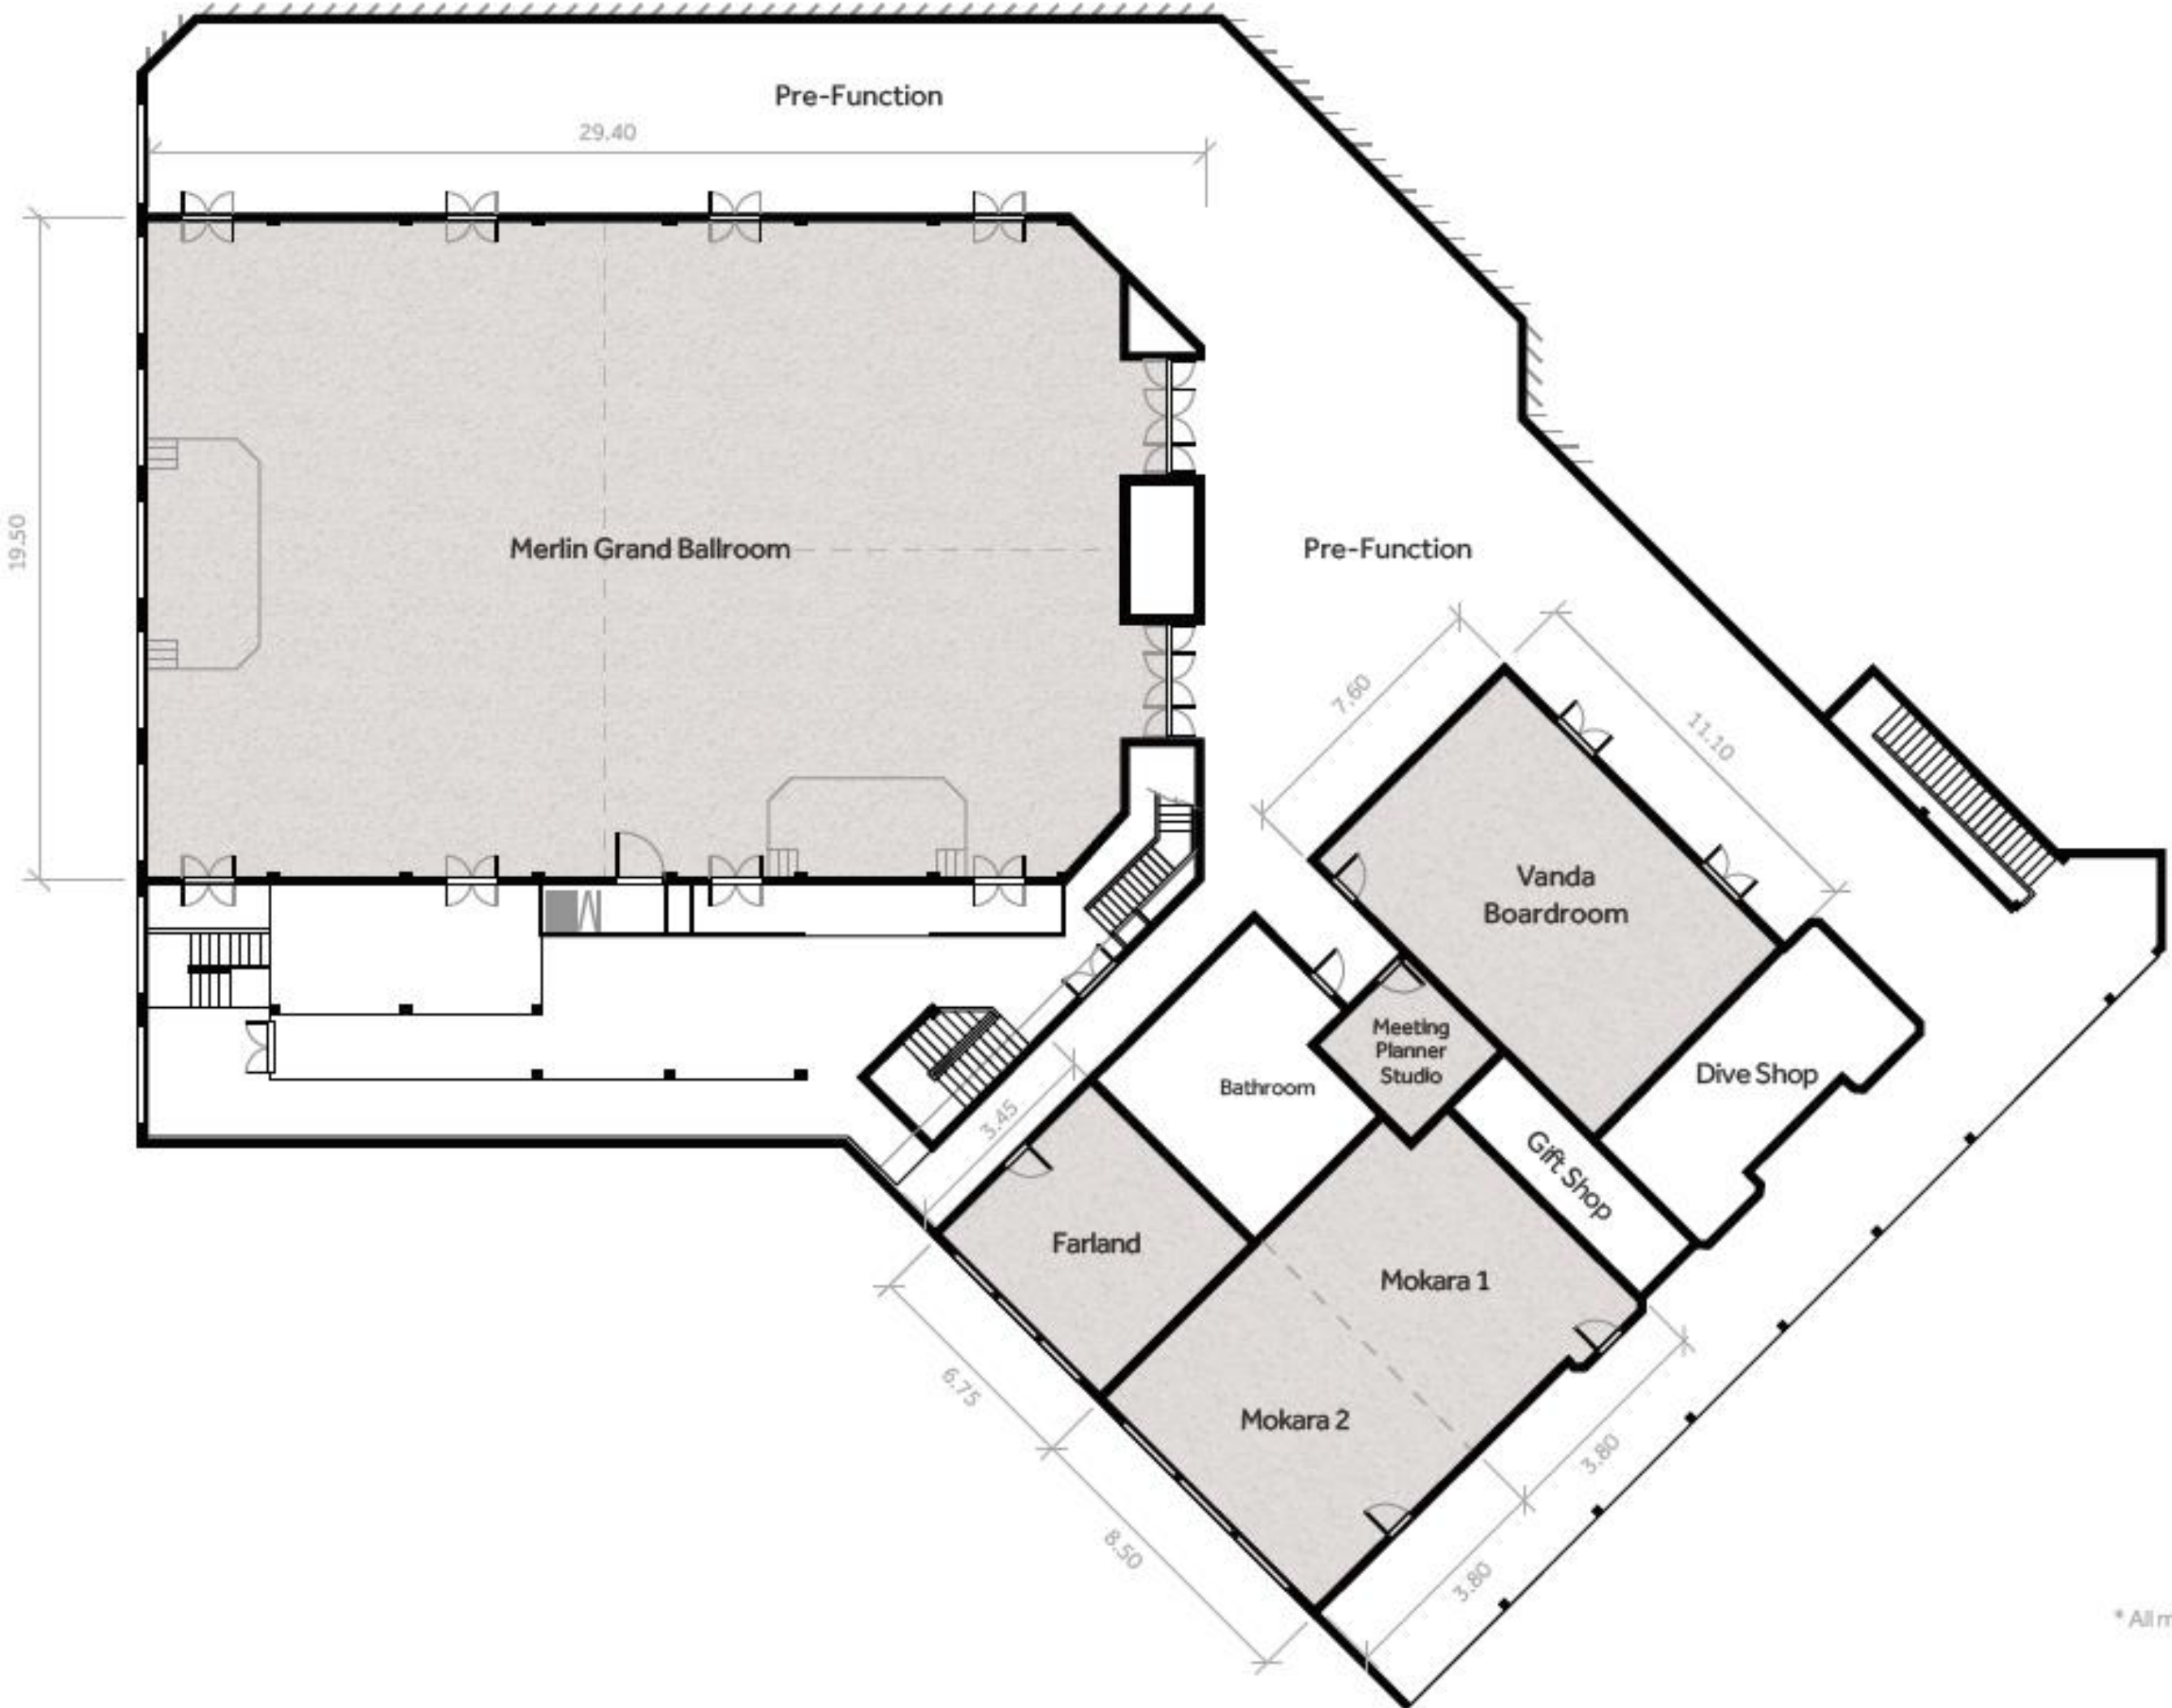 Pre-Function
29.40
19.50
Merlin Grand Ballroom
Pre-Function
7.60
11.10
Vanda
Boardroom
Meeting
Planner
Studio
Bathroom
Dive Shop
3.45
Gift Shop
Farland
Mokara 1
6.75
Mokara 2
3.80
8.50
3.80
* All